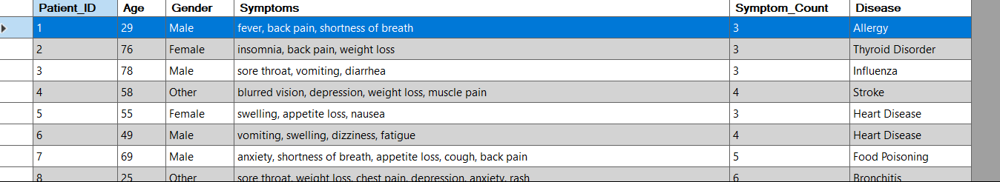 Patient_ID Age Gender Symptoms Symptom_Count Disease
1 29 Male fever, back pain, shortness of breath 3 Allergy
2 76 Female insomnia, back pain, weight loss 3 Thyroid Disorder
3 78 Male sore throat, vomiting, diarrhea 3 Influenza
4 58 Other blurred vision, depression, weight loss, muscle pain 4 Stroke
5 55 Female swelling, appetite loss, nausea 3 Heart Disease
6 49 Male vomiting, swelling, dizziness, fatigue 4 Heart Disease
7 69 Male anxiety, shortness of breath, appetite loss, cough, back pain 5 Food Poisoning
8 25 Other sore throat, weight loss, chest pain, depression, anxiety, rash 6 Bronchitis